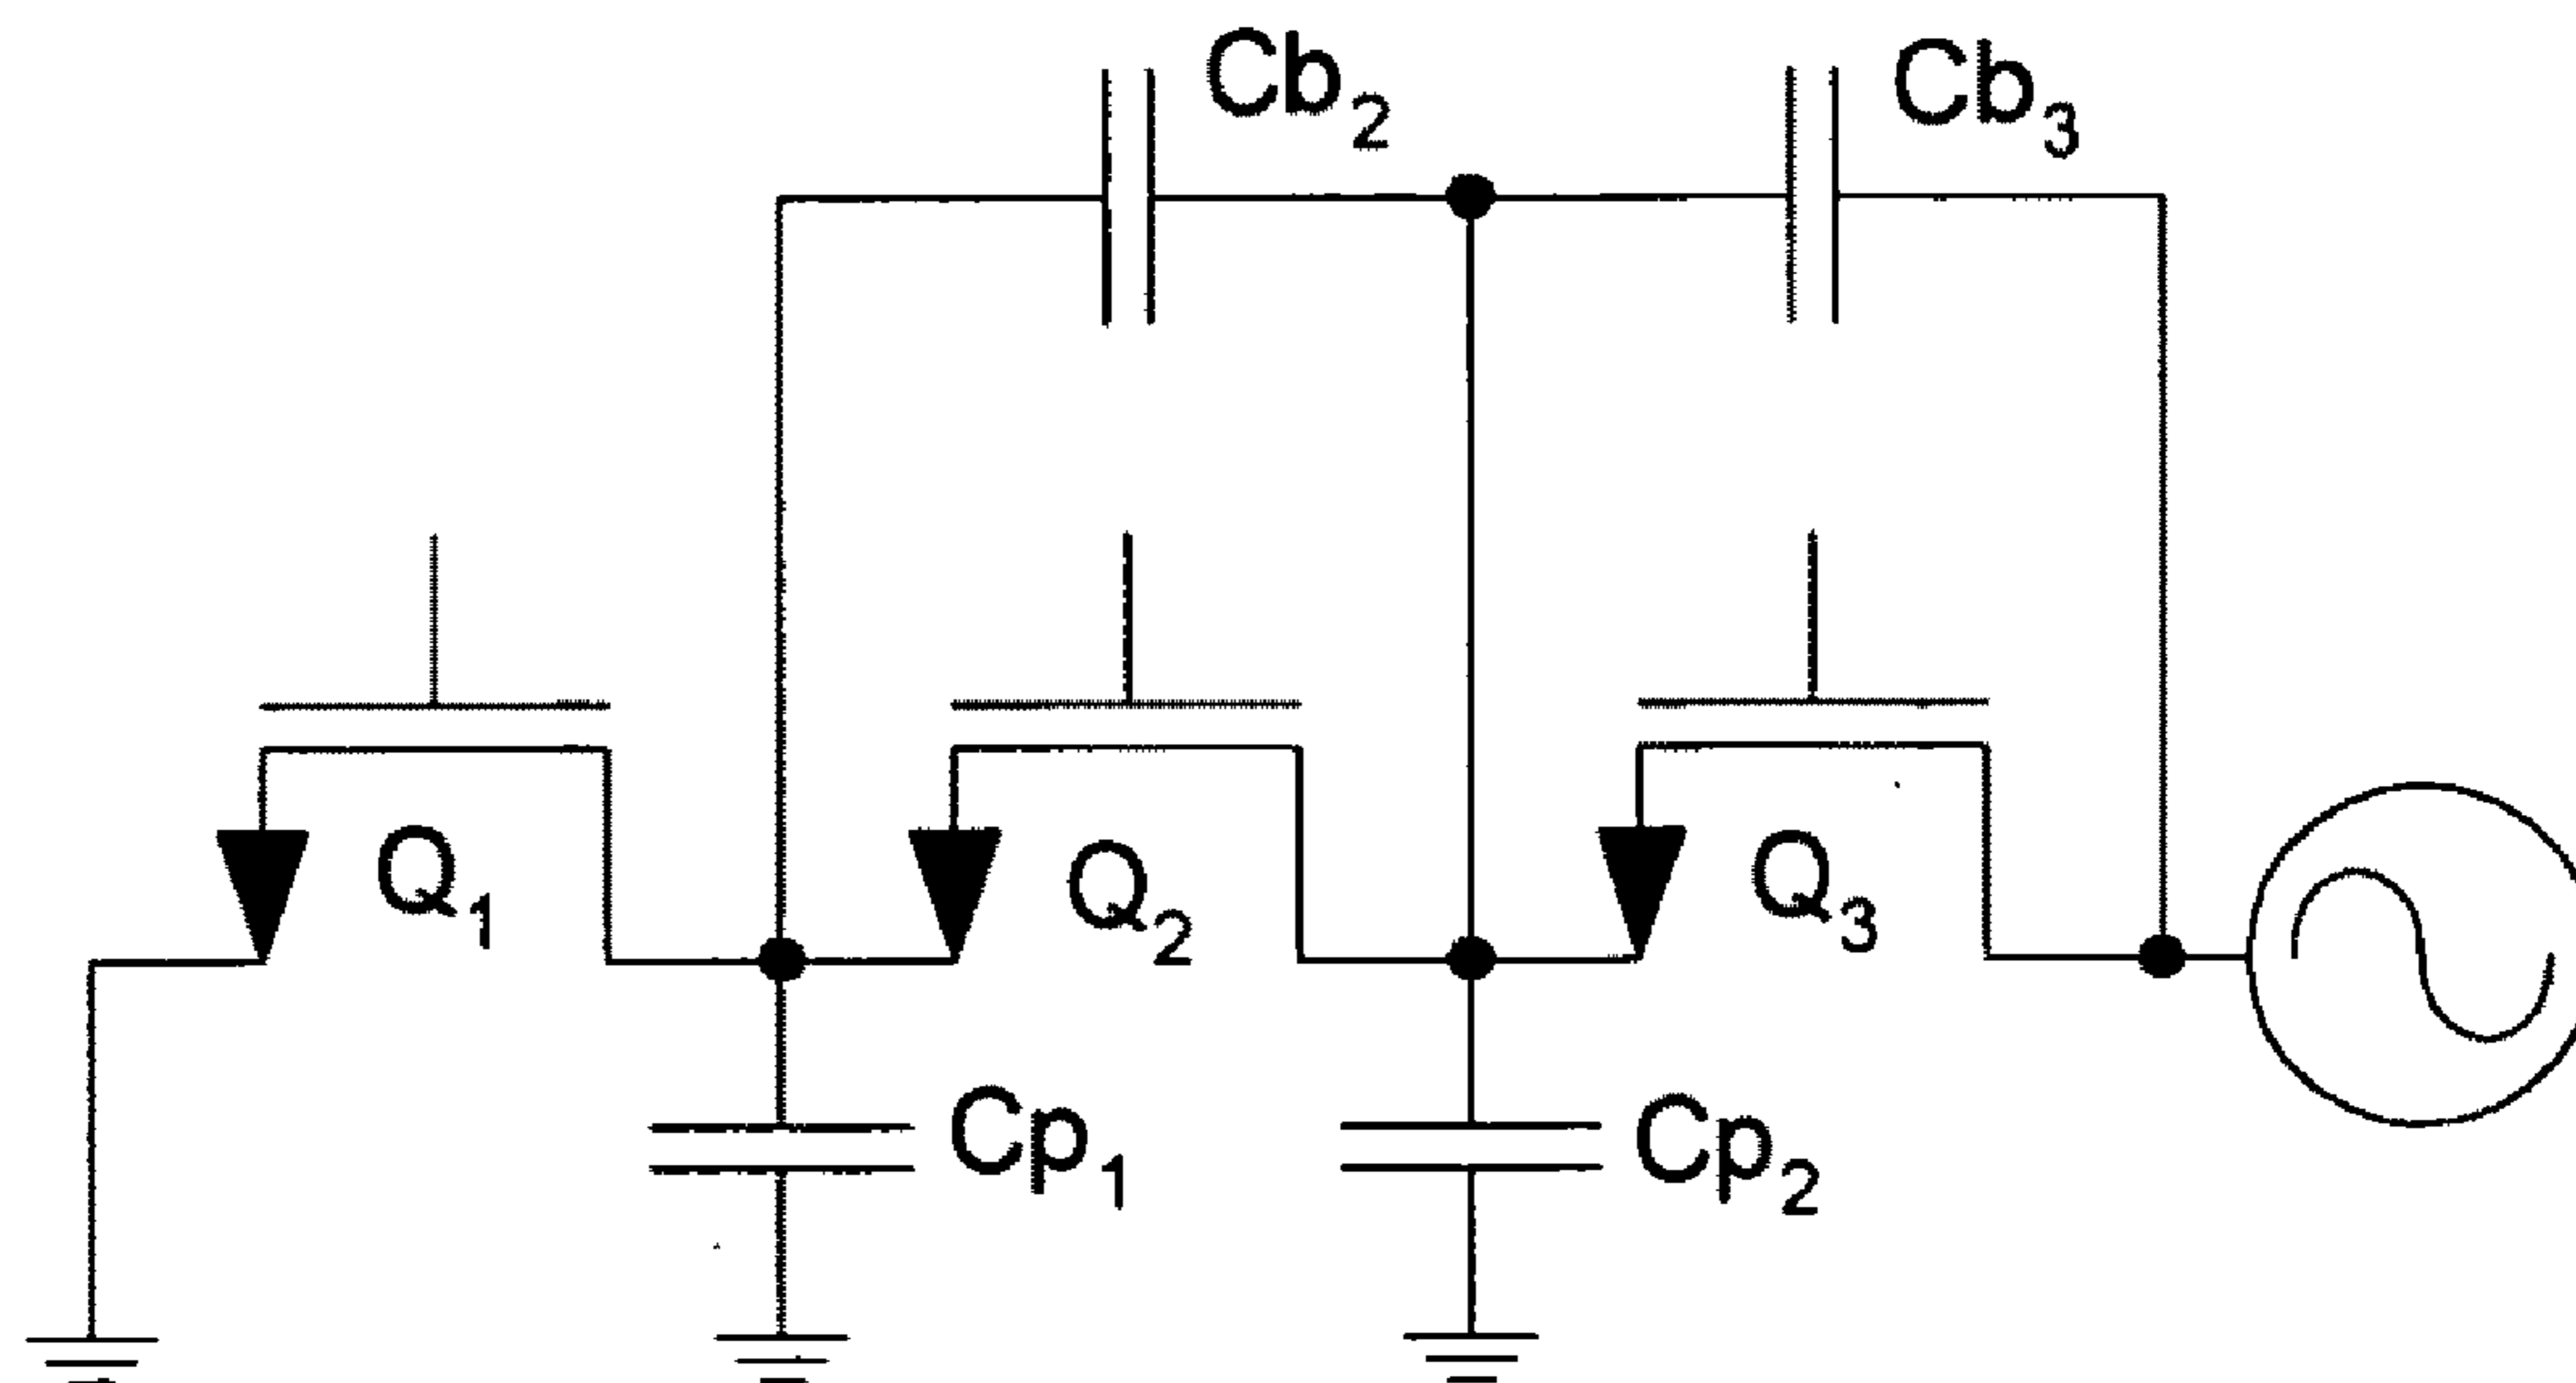 Cb₂
Cb₃
Q₁
Q₂
Q₃
Cp₁
Cp₂